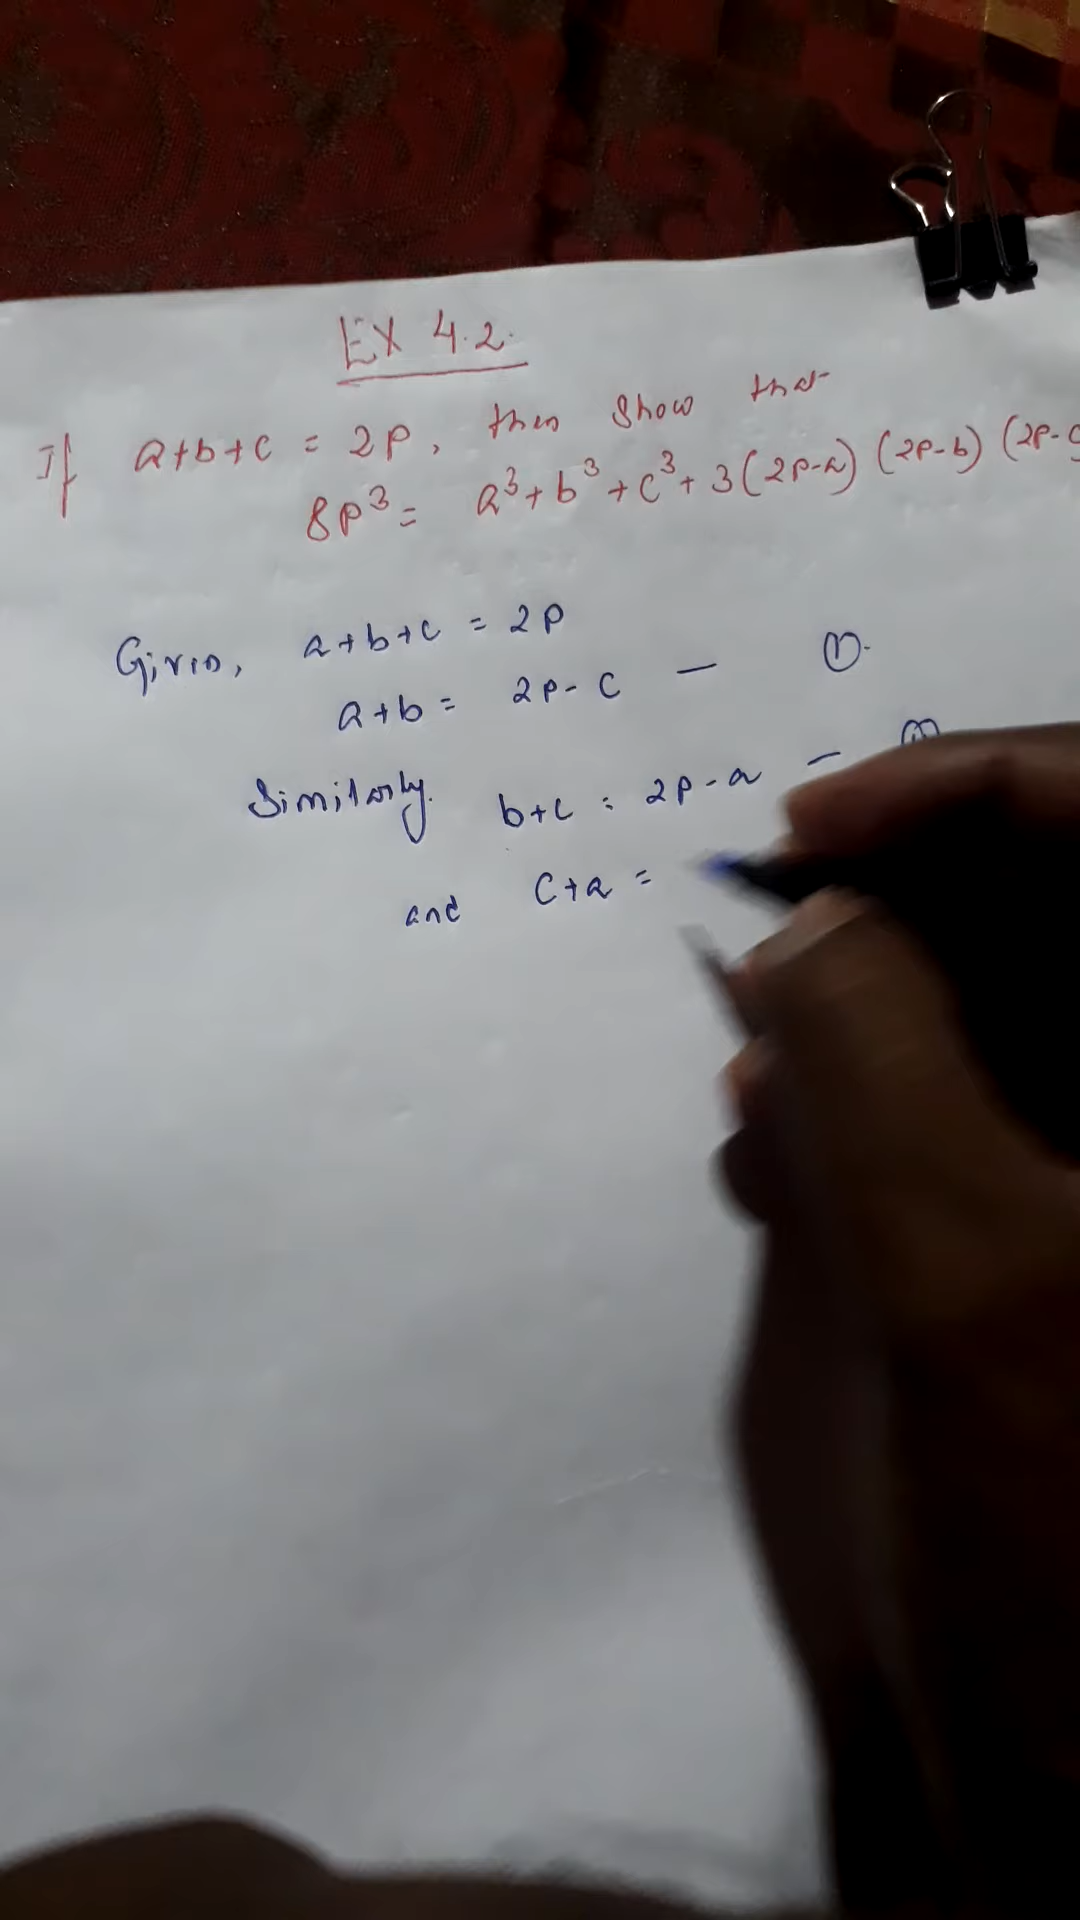 EX 4.2.
If a+b+c = 2p, then show that
8p³ = a³+b³+c³+3(2p-a)(2p-b)(2p-c
Given, a+b+c = 2p
a+b = 2p-c — ①.
Similarly. b+c = 2p-a —
and c+a =